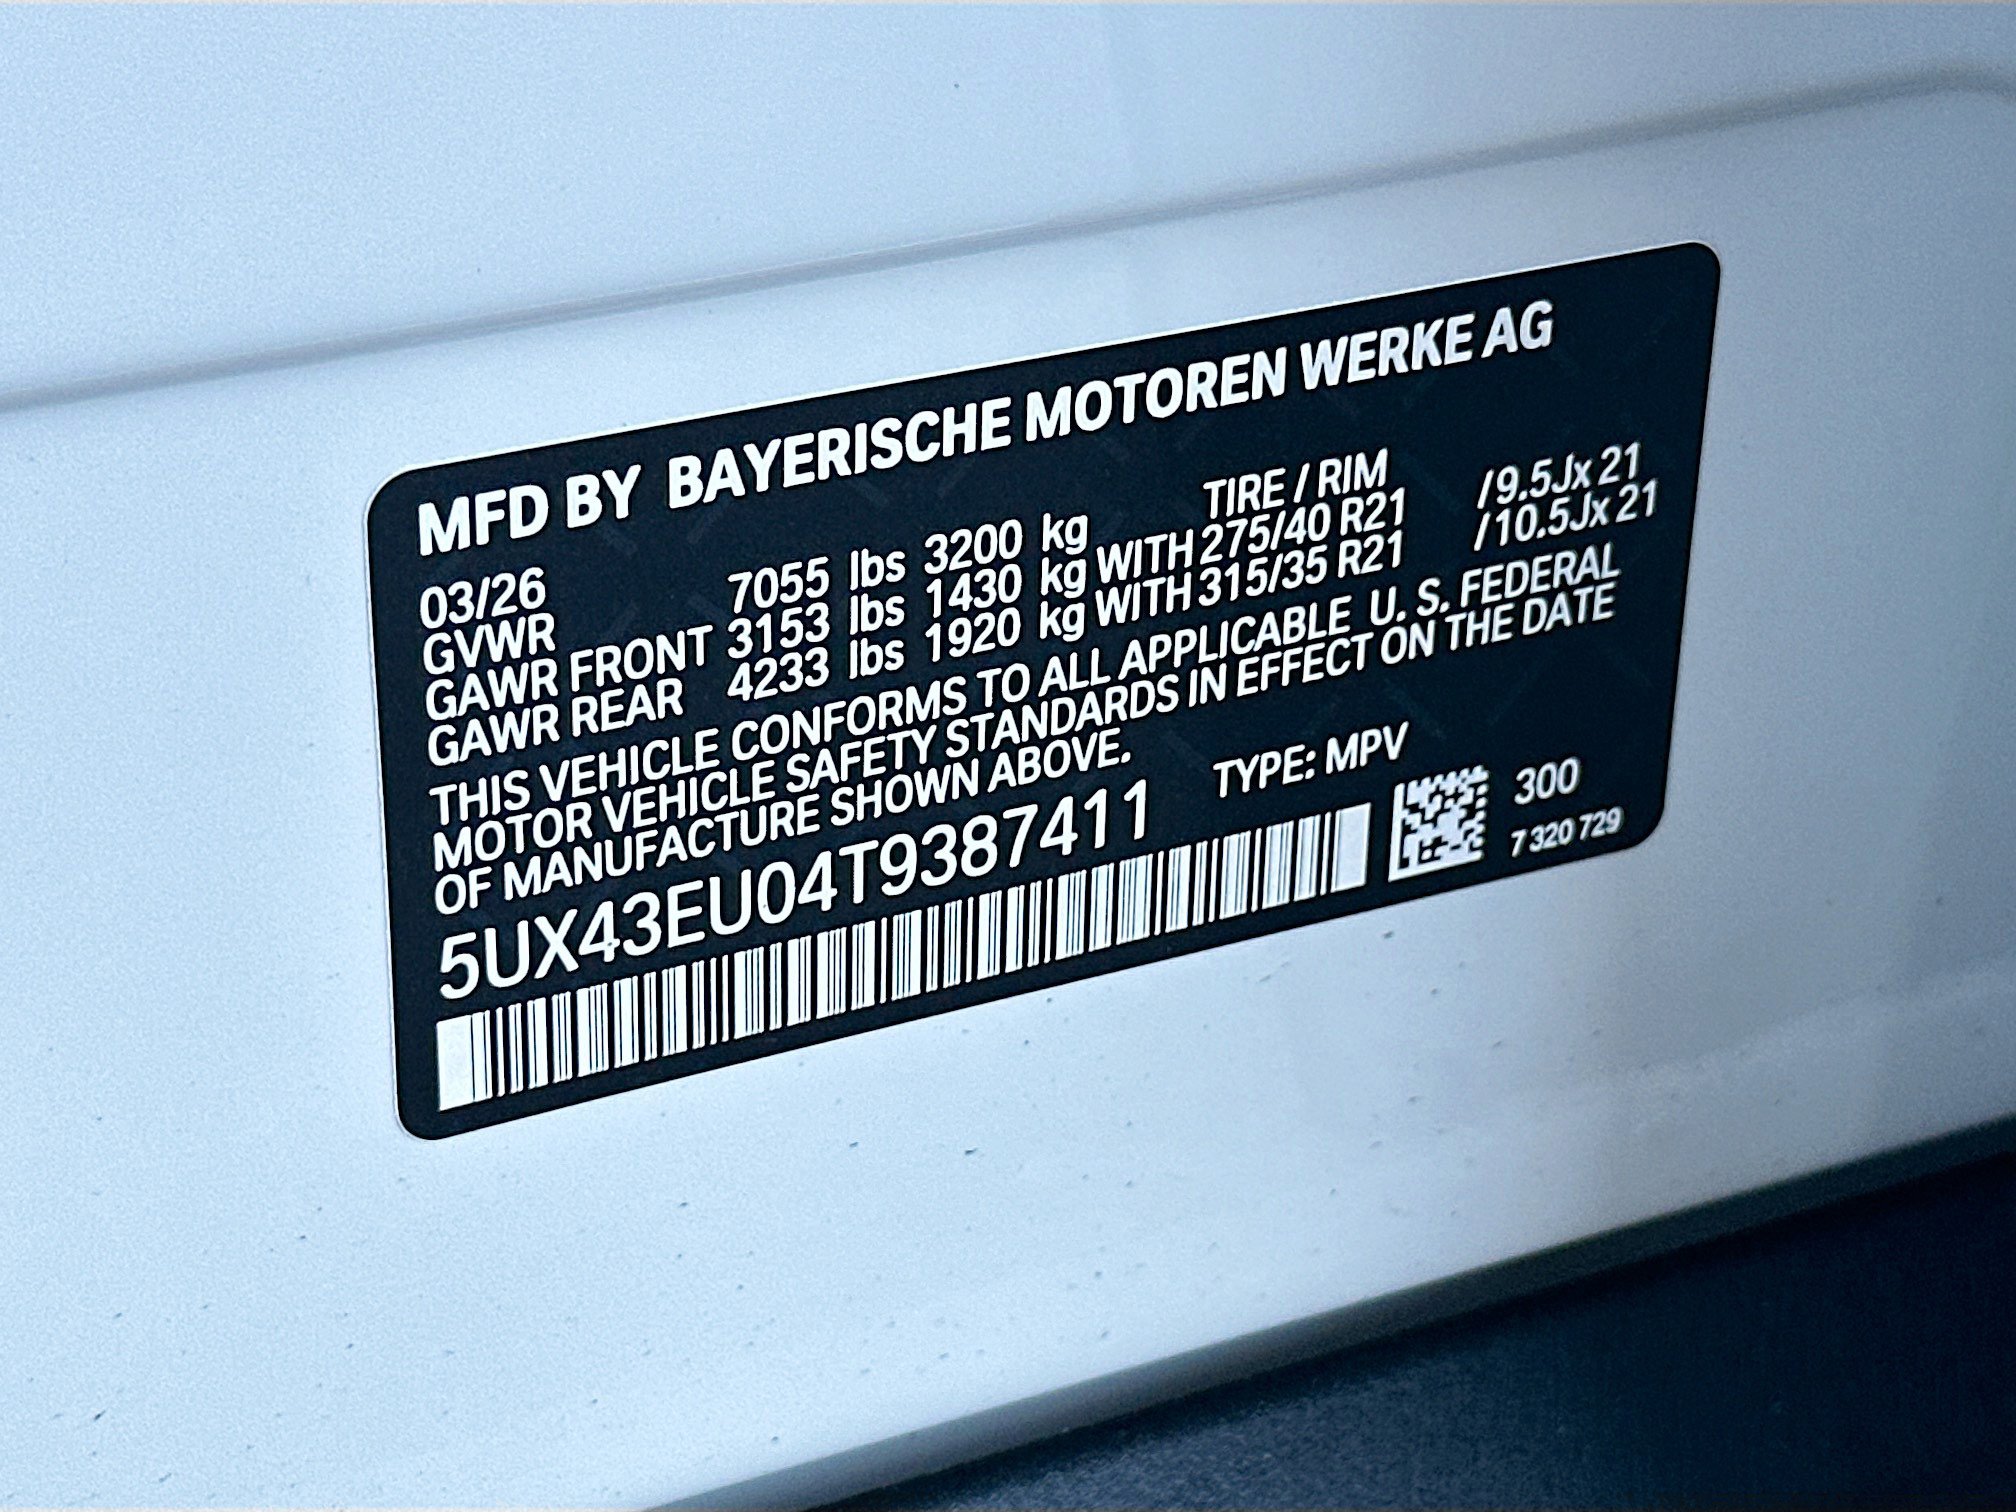 MFD BY BAYERISCHE MOTOREN WERKE AG
03/26 TIRE / RIM
GVWR 7055 lbs 3200 kg
GAWR FRONT 3153 lbs 1430 kg WITH 275/40 R21 /9.5Jx 21
GAWR REAR 4233 lbs 1920 kg WITH 315/35 R21 /10.5Jx 21
THIS VEHICLE CONFORMS TO ALL APPLICABLE U. S. FEDERAL
MOTOR VEHICLE SAFETY STANDARDS IN EFFECT ON THE DATE
OF MANUFACTURE SHOWN ABOVE.
TYPE: MPV
5UX43EU04T9387411
300
7 320 729